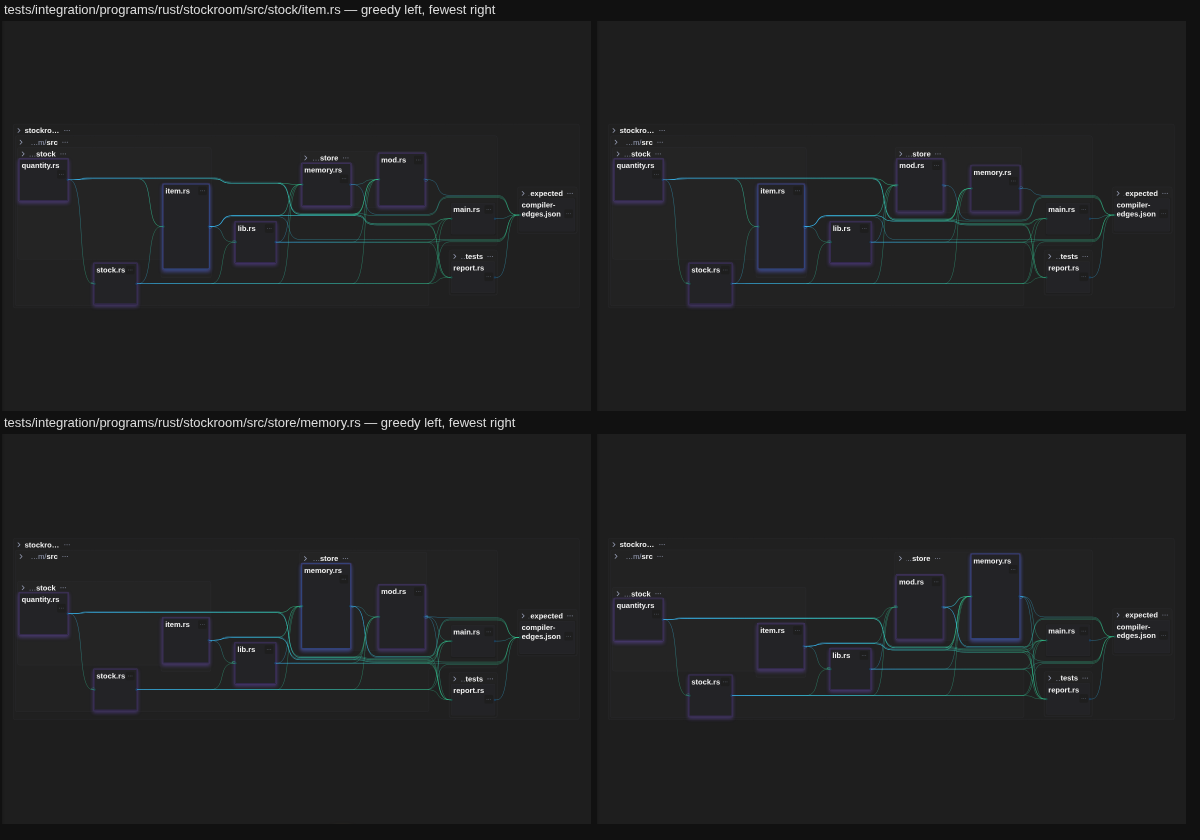 tests/integration/programs/rust/stockroom/src/stock/item.rs — greedy left, fewest right
stockro... ···
...m/src ···
...stock ···
quantity.rs
item.rs
stock.rs
lib.rs
...store ···
memory.rs
mod.rs
main.rs
...tests ···
report.rs
expected ···
compiler-
edges.json
stockro... ···
...m/src ···
...stock ···
quantity.rs
item.rs
stock.rs
lib.rs
...store ···
mod.rs
memory.rs
main.rs
...tests ···
report.rs
expected ···
compiler-
edges.json
tests/integration/programs/rust/stockroom/src/store/memory.rs — greedy left, fewest right
stockro... ···
...m/src ···
...stock ···
quantity.rs
item.rs
stock.rs
lib.rs
...store ···
memory.rs
mod.rs
main.rs
...tests ···
report.rs
expected ···
compiler-
edges.json
stockro... ···
...m/src ···
...stock ···
quantity.rs
item.rs
stock.rs
lib.rs
...store ···
mod.rs
memory.rs
main.rs
...tests ···
report.rs
expected ···
compiler-
edges.json